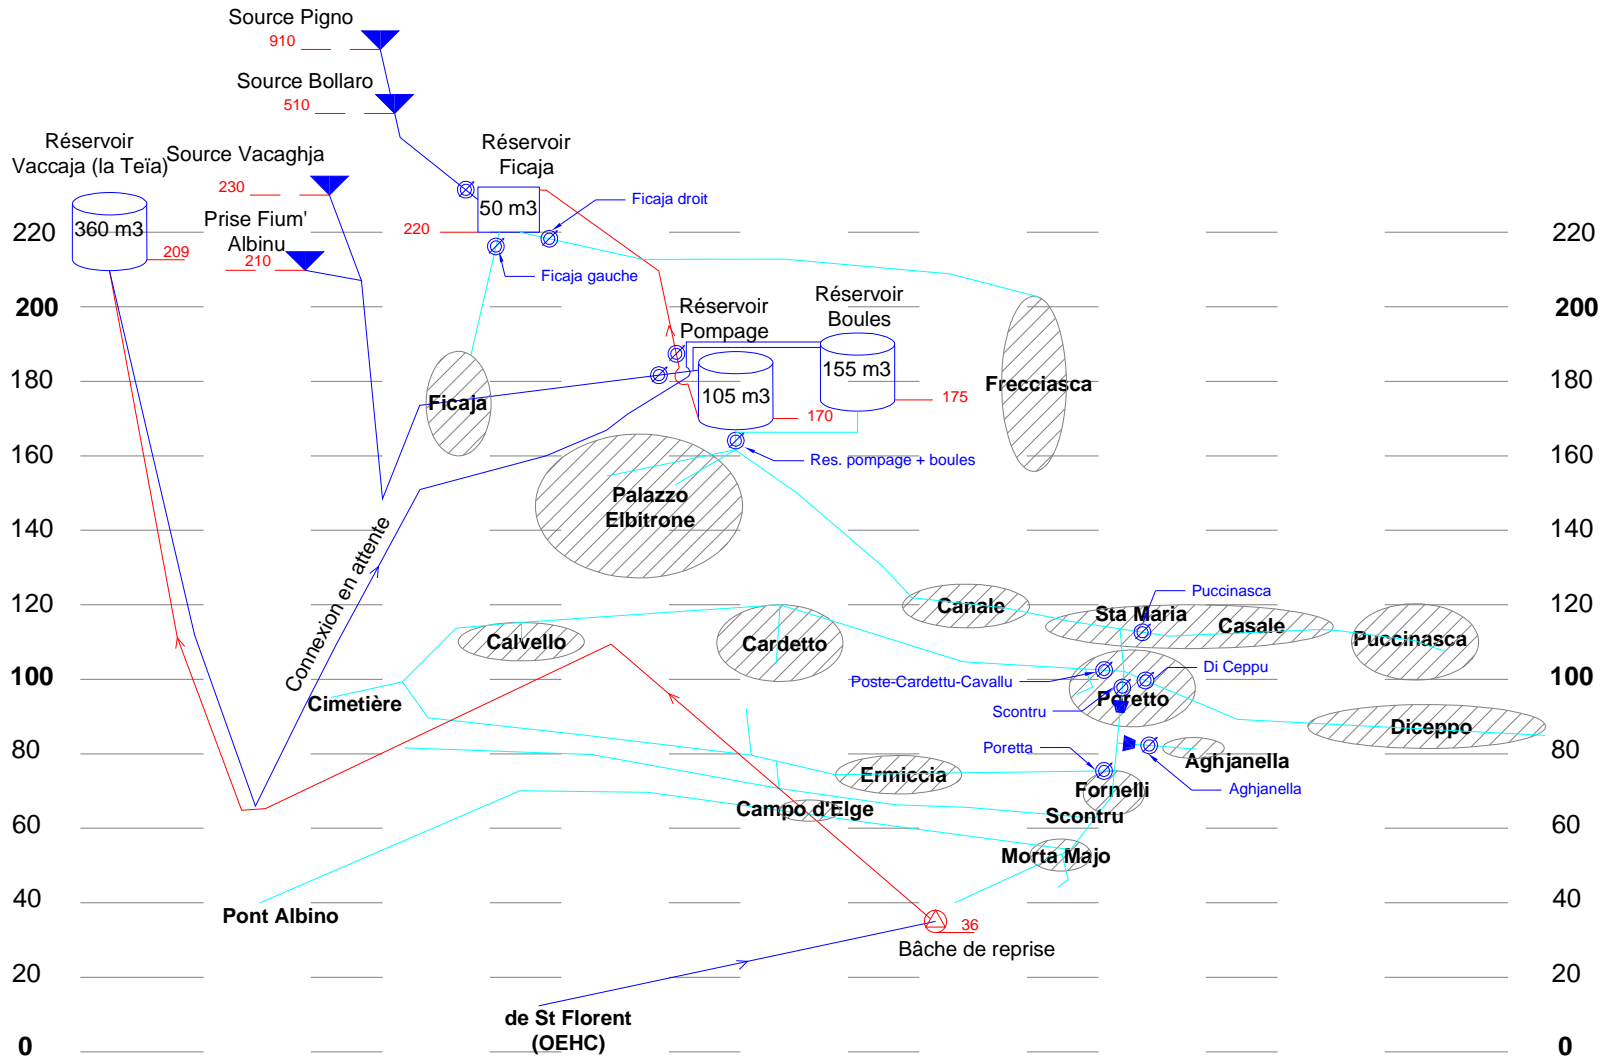 Source Pigno
910
Source Bollaro
510
Réservoir
Vaccaja (la Teïa)
Source Vacaghja
Réservoir
Ficaja
230
50 m3
Ficaja droit
360 m3
Prise Fium'
Albinu
220
220
220
209
210
Ficaja gauche
200
Réservoir
Pompage
Réservoir
Boules
200
180
Ficaja
105 m3
155 m3
Frecciasca
180
170
175
160
Res. pompage + boules
160
Palazzo
Elbitrone
140
Connexion en attente
140
120
Canale
Puccinasca
Sta Maria
Casale
120
Calvello
Cardetto
Puccinasca
100
Poste-Cardettu-Cavallu
Di Ceppu
100
Cimetière
Peretto
Scontru
Diceppo
80
Poretta
80
Ermiccia
Aghjanella
Fornelli
Aghjanella
60
Campo d'Elge
Scontru
60
Morta Majo
40
Pont Albino
40
36
Bâche de reprise
20
20
de St Florent
(OEHC)
0
0